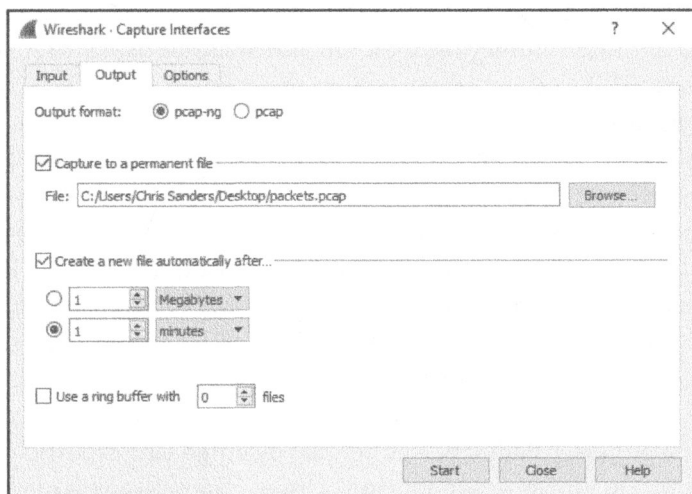 Wireshark · Capture Interfaces ? ×
Input Output Options
Output format: pcap-ng pcap
Capture to a permanent file
File: C:/Users/Chris Sanders/Desktop/packets.pcap Browse...
Create a new file automatically after...
1 Megabytes
1 minutes
Use a ring buffer with 0 files
Start Close Help